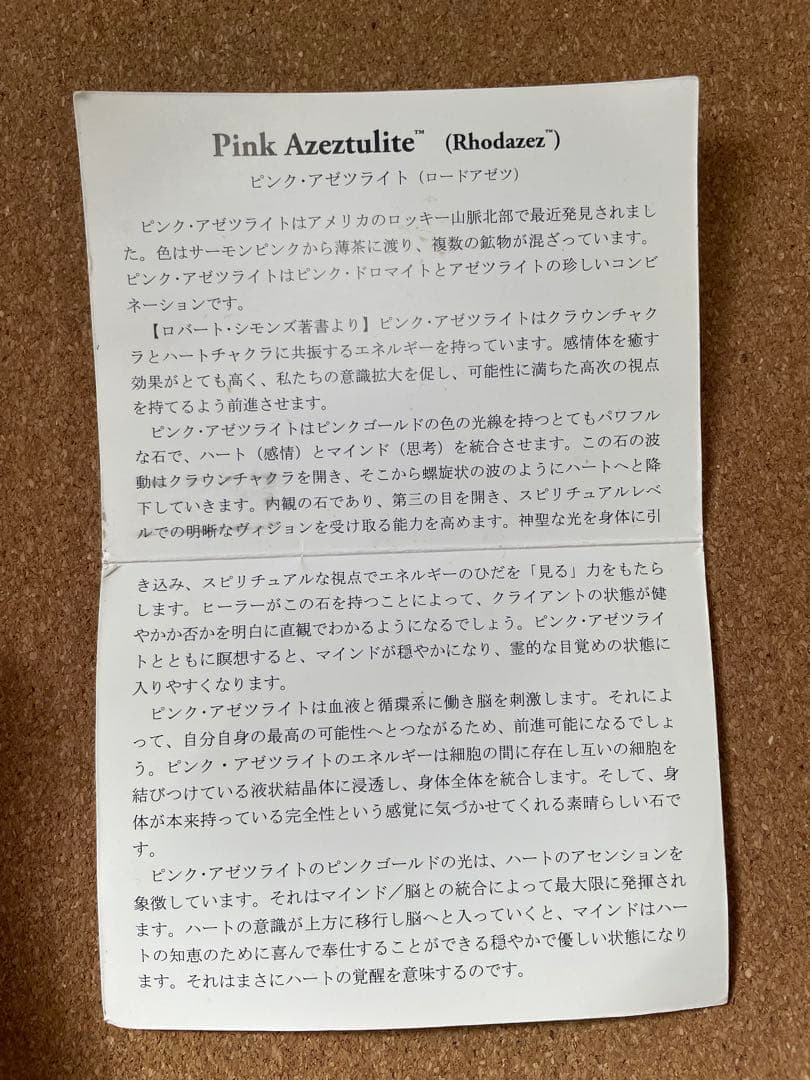 Pink Azeztulite™ (Rhodazez™)
ピンク・アゼツライト（ロードアゼツ）
ピンク・アゼツライトはアメリカのロッキー山脈北部で最近発見されまし
た。色はサーモンピンクから薄茶に渡り、複数の鉱物が混ざっています。
ピンク・アゼツライトはピンク・ドロマイトとアゼツライトの珍しいコンビ
ネーションです。
【ロバート・シモンズ著書より】ピンク・アゼツライトはクラウンチャク
ラとハートチャクラに共振するエネルギーを持っています。感情体を癒す
効果がとても高く、私たちの意識拡大を促し、可能性に満ちた高次の視点
を持てるよう前進させます。
ピンク・アゼツライトはピンクゴールドの色の光線を持つとてもパワフル
な石で、ハート（感情）とマインド（思考）を統合させます。この石の波
動はクラウンチャクラを開き、そこから螺旋状の波のようにハートへと降
下していきます。内観の石であり、第三の目を開き、スピリチュアルレベ
ルでの明晰なヴィジョンを受け取る能力を高めます。神聖な光を身体に引
き込み、スピリチュアルな視点でエネルギーのひだを「見る」力をもたら
します。ヒーラーがこの石を持つことによって、クライアントの状態が健
やかか否かを明白に直観でわかるようになるでしょう。ピンク・アゼツライ
トとともに瞑想すると、マインドが穏やかになり、霊的な目覚めの状態に
入りやすくなります。
ピンク・アゼツライトは血液と循環系に働き脳を刺激します。それによ
って、自分自身の最高の可能性へとつながるため、前進可能になるでしょ
う。ピンク・アゼツライトのエネルギーは細胞の間に存在し互いの細胞を
結びつけている液状結晶体に浸透し、身体全体を統合します。そして、身
体が本来持っている完全性という感覚に気づかせてくれる素晴らしい石で
す。
ピンク・アゼツライトのピンクゴールドの光は、ハートのアセンションを
象徴しています。それはマインド／脳との統合によって最大限に発揮され
ます。ハートの意識が上方に移行し脳へと入っていくと、マインドはハー
トの知恵のために喜んで奉仕することができる穏やかで優しい状態になり
ます。それはまさにハートの覚醒を意味するのです。